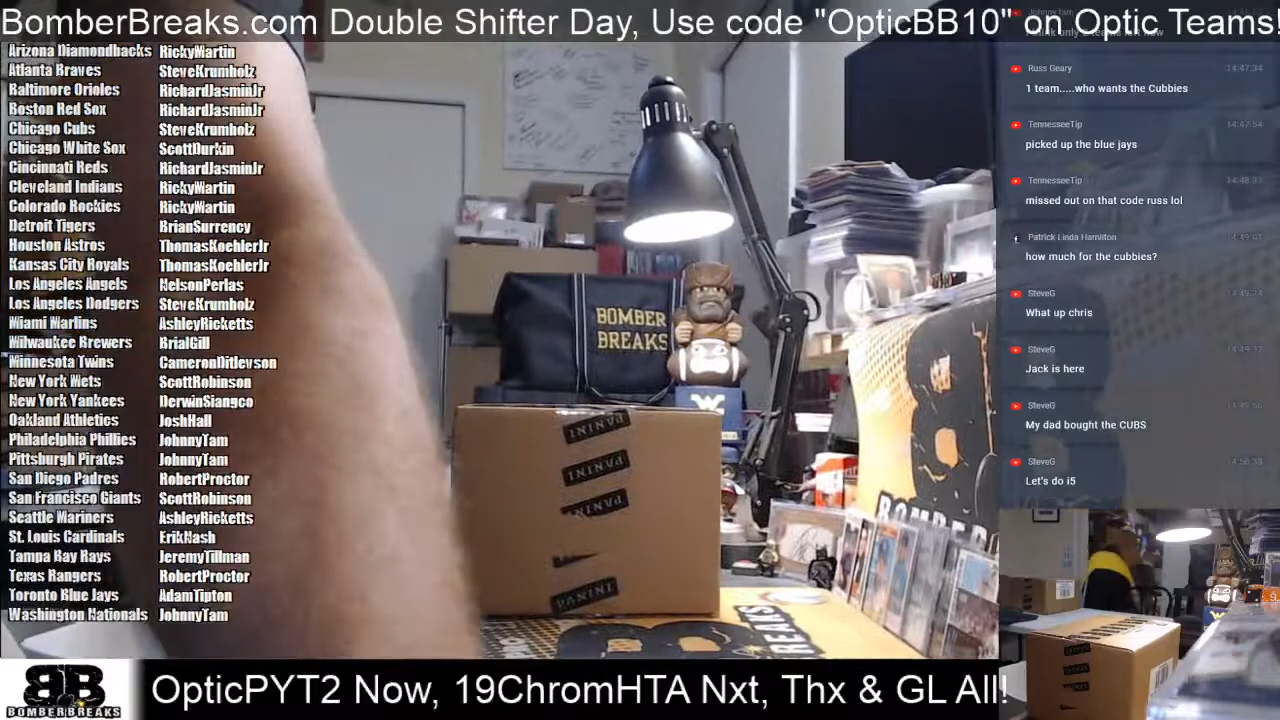 BomberBreaks.com Double Shifter Day, Use code "OpticBB10" on Optic Teams!
Arizona Diamondbacks RickyMartin
Atlanta Braves SteveKrumholz
Baltimore Orioles RichardJasminJr
Boston Red Sox RichardJasminJr
Chicago Cubs SteveKrumholz
Chicago White Sox ScottDurkin
Cincinnati Reds RichardJasminJr
Cleveland Indians RickyMartin
Colorado Rockies RickyMartin
Detroit Tigers BrianSurrency
Houston Astros ThomasKoehlerJr
Kansas City Royals ThomasKoehlerJr
Los Angeles Angels NelsonPerlas
Los Angeles Dodgers SteveKrumholz
Miami Marlins AshleyRicketts
Milwaukee Brewers BrialGill
Minnesota Twins CameronDitlevson
New York Mets ScottRobinson
New York Yankees DerwinSiangco
Oakland Athletics JoshHall
Philadelphia Phillies JohnnyTam
Pittsburgh Pirates JohnnyTam
San Diego Padres RobertProctor
San Francisco Giants ScottRobinson
Seattle Mariners AshleyRicketts
St. Louis Cardinals ErikNash
Tampa Bay Rays JeremyTillman
Texas Rangers RobertProctor
Toronto Blue Jays AdamTipton
Washington Nationals JohnnyTam
BOMBER
BREAKS
PANINI
PANINI
PANINI
PANINI
BOMBER
BREAKS
Russ Geary 14:47:34
1 team.....who wants the Cubbies
TennesseeTip 14:47:54
picked up the blue jays
TennesseeTip
missed out on that code russ lol
Patrick Linda Hamilton
how much for the cubbies?
SteveG
What up chris
SteveG
Jack is here
SteveG
My dad bought the CUBS
SteveG
Let's do i5
BB
BOMBERBREAKS
OpticPYT2 Now, 19ChromHTA Nxt, Thx & GL All!